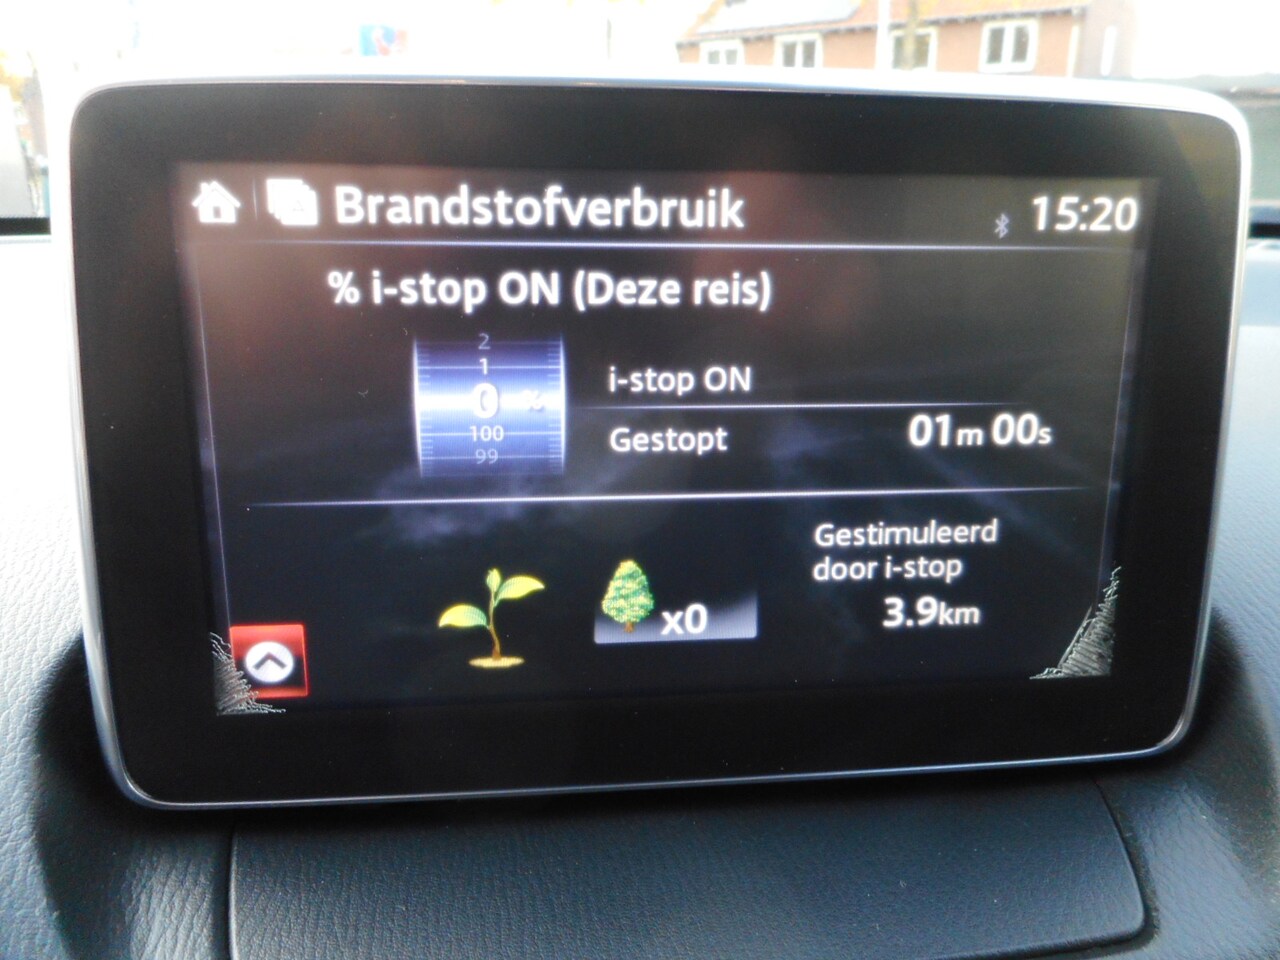 Brandstofverbruik
15:20
% i-stop ON (Deze reis)
2
1
0 %
100
99
i-stop ON
Gestopt 01m 00s
x0
Gestimuleerd
door i-stop
3.9km